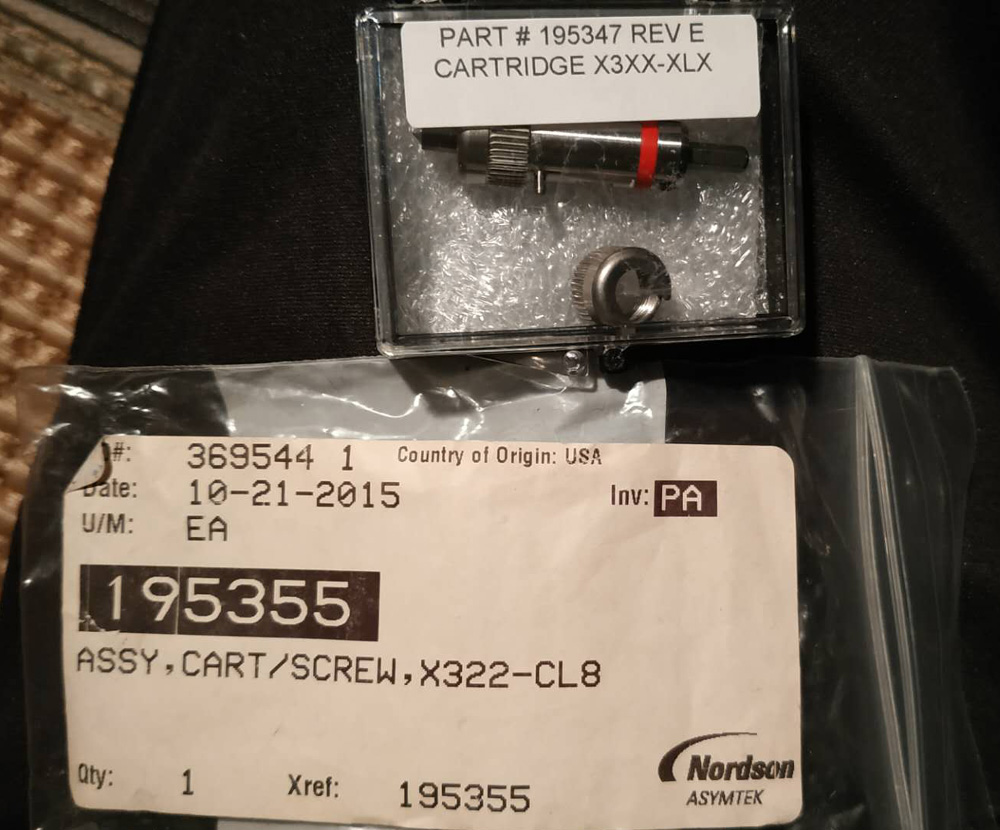 PART # 195347 REV E
CARTRIDGE X3XX-XLX
#: 369544 1 Country of Origin: USA
Date: 10-21-2015 Inv: PA
U/M: EA
195355
ASSY,CART/SCREW,X322-CL8
Qty: 1 Xref: 195355
Nordson
ASYMTEK